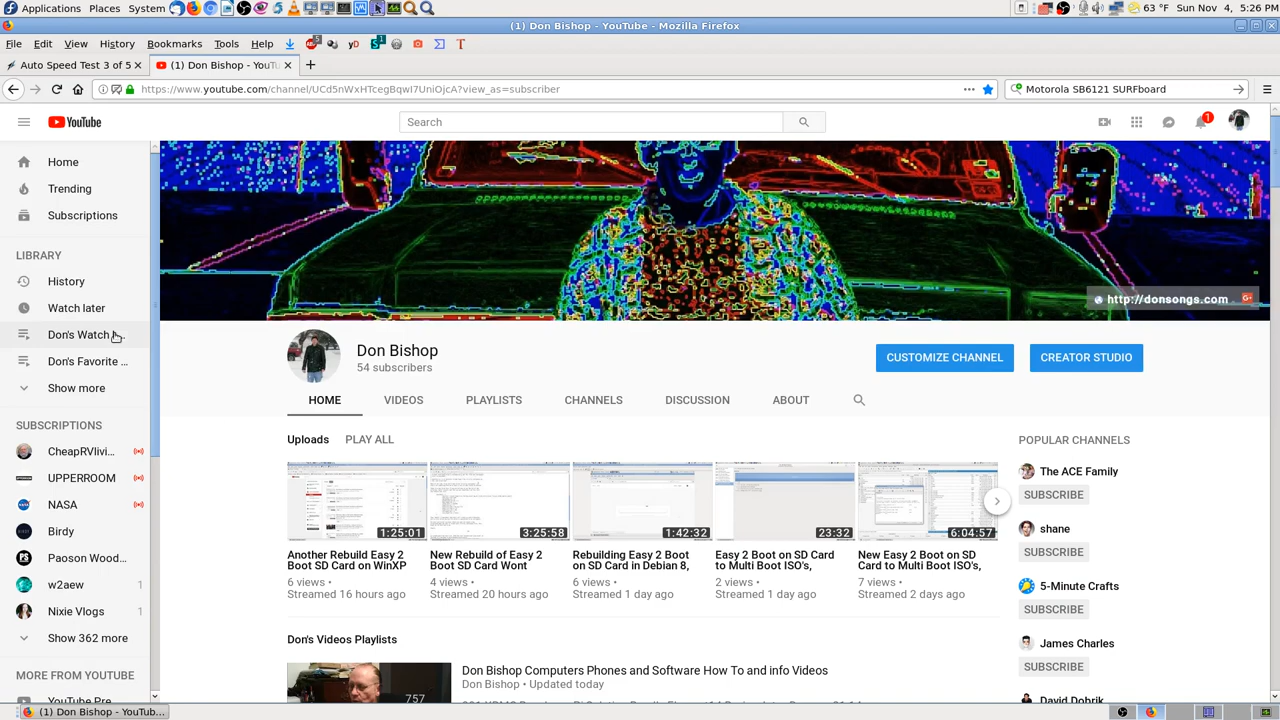 Applications Places System 63 °F Sun Nov 4, 5:26 PM
(1) Don Bishop - YouTube - Mozilla Firefox
File Edit View History Bookmarks Tools Help
Auto Speed Test 3 of 5 × (1) Don Bishop - YouTu × +
https://www.youtube.com/channel/UCd5nWxHTcegBqwI7UniOjcA?view_as=subscriber Motorola SB6121 SURFboard
YouTube Search 1
Home
Trending
Subscriptions
LIBRARY
History
Watch later
Don's Watch
Don's Favorite ...
Show more
SUBSCRIPTIONS
CheapRVlivi...
UPPERROOM
NASA
Birdy
Paoson Wood...
w2aew 1
Nixie Vlogs 1
Show 362 more
MORE FROM YOUTUBE
YouTube Pre
http://donsongs.com
Don Bishop
54 subscribers
CUSTOMIZE CHANNEL CREATOR STUDIO
HOME VIDEOS PLAYLISTS CHANNELS DISCUSSION ABOUT
Uploads PLAY ALL
1:25:01 3:25:57 1:42:32 23:32 6:04:57
Another Rebuild Easy 2
Boot SD Card on WinXP
6 views •
Streamed 16 hours ago
New Rebuild of Easy 2
Boot SD Card Wont
4 views •
Streamed 20 hours ago
Rebuilding Easy 2 Boot
on SD Card in Debian 8,
6 views •
Streamed 1 day ago
Easy 2 Boot on SD Card
to Multi Boot ISO's,
2 views •
Streamed 1 day ago
New Easy 2 Boot on SD
Card to Multi Boot ISO's,
7 views •
Streamed 2 days ago
Don's Videos Playlists
757
Don Bishop Computers Phones and Software How To and info Videos
Don Bishop • Updated today
POPULAR CHANNELS
The ACE Family
SUBSCRIBE
shane
SUBSCRIBE
5-Minute Crafts
SUBSCRIBE
James Charles
SUBSCRIBE
David Dobrik
(1) Don Bishop - YouTub...